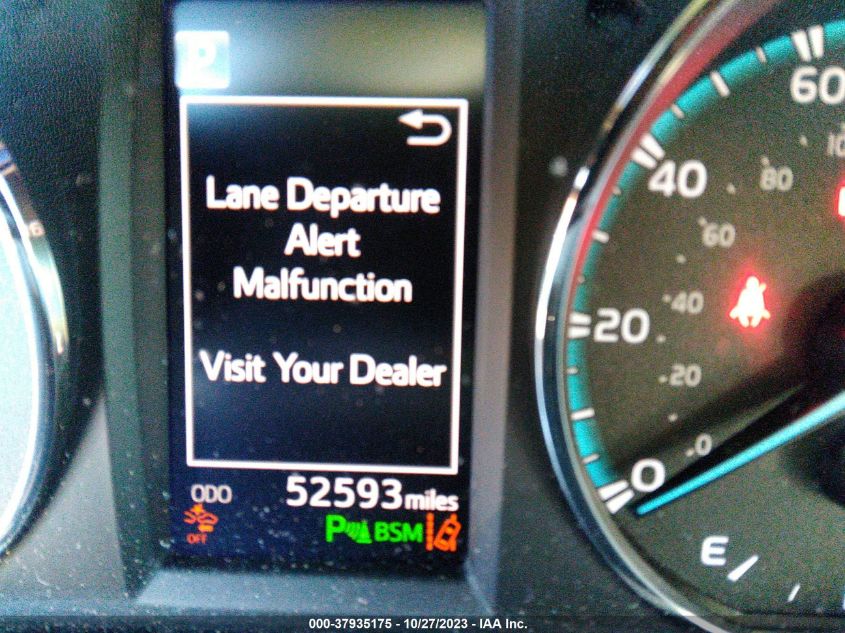 P
Lane Departure
Alert
Malfunction
Visit Your Dealer
ODO 52593 miles
OFF P BSM
60
40
20
0
80
60
40
20
0
E
000-37935175 - 10/27/2023 - IAA Inc.